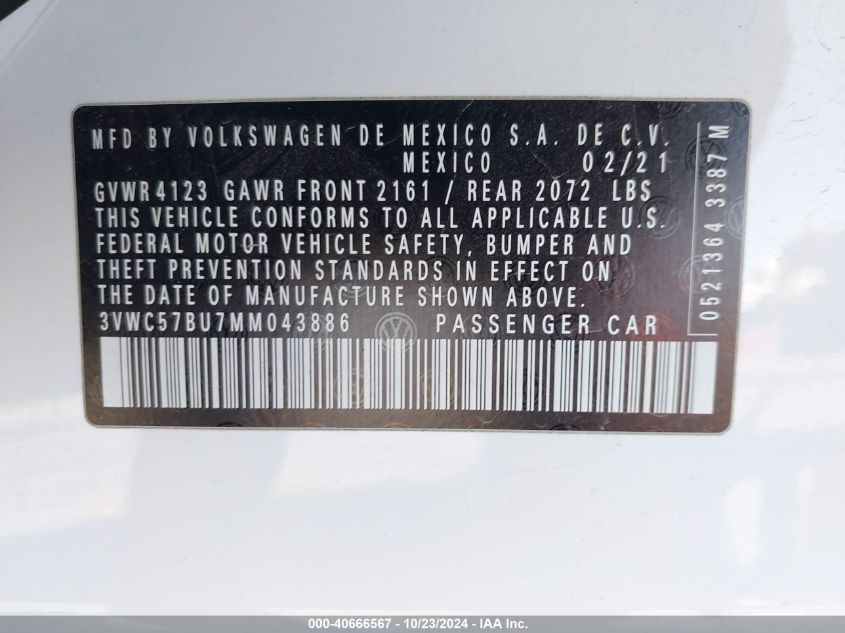 MFD BY VOLKSWAGEN DE MEXICO S.A. DE C.V.
MEXICO 02/21
GVWR 4123 GAWR FRONT 2161 / REAR 2072 LBS
THIS VEHICLE CONFORMS TO ALL APPLICABLE U.S.
FEDERAL MOTOR VEHICLE SAFETY, BUMPER AND
THEFT PREVENTION STANDARDS IN EFFECT ON
THE DATE OF MANUFACTURE SHOWN ABOVE.
3VWC57BU7MM043886 PASSENGER CAR
0521364 3387 M
000-40666567 - 10/23/2024 - IAA Inc.